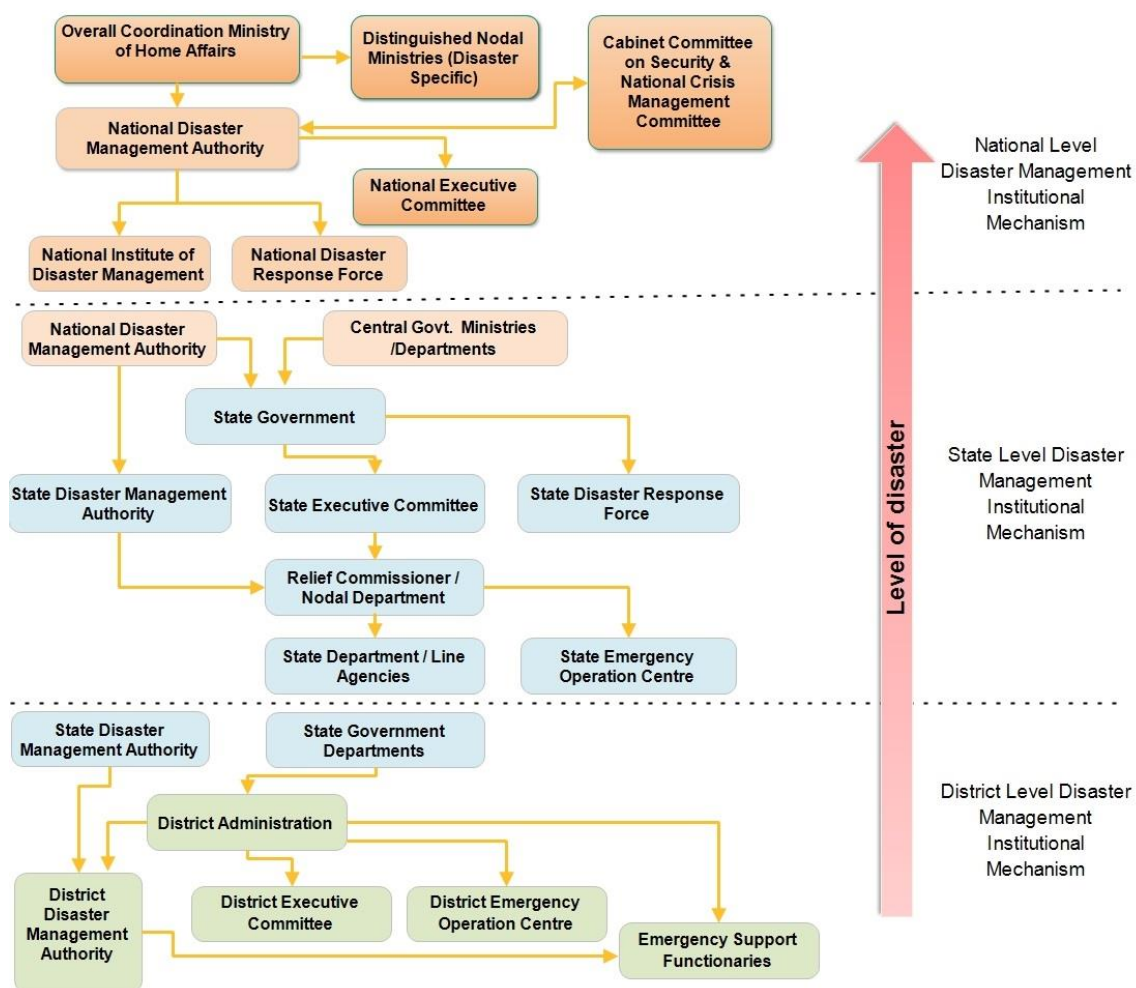 Overall Coordination Ministry
of Home Affairs
Distinguished Nodal
Ministries (Disaster
Specific)
Cabinet Committee
on Security &
National Crisis
Management
Committee
National Disaster
Management Authority
National Executive
Committee
National Institute of
Disaster Management
National Disaster
Response Force
National Level
Disaster Management
Institutional
Mechanism
National Disaster
Management Authority
Central Govt. Ministries
/Departments
State Government
State Disaster Management
Authority
State Executive Committee
State Disaster Response
Force
Relief Commissioner /
Nodal Department
State Department / Line
Agencies
State Emergency
Operation Centre
Level of disaster
State Level Disaster
Management
Institutional
Mechanism
State Disaster
Management Authority
State Government
Departments
District Administration
District
Disaster
Management
Authority
District Executive
Committee
District Emergency
Operation Centre
Emergency Support
Functionaries
District Level Disaster
Management
Institutional
Mechanism